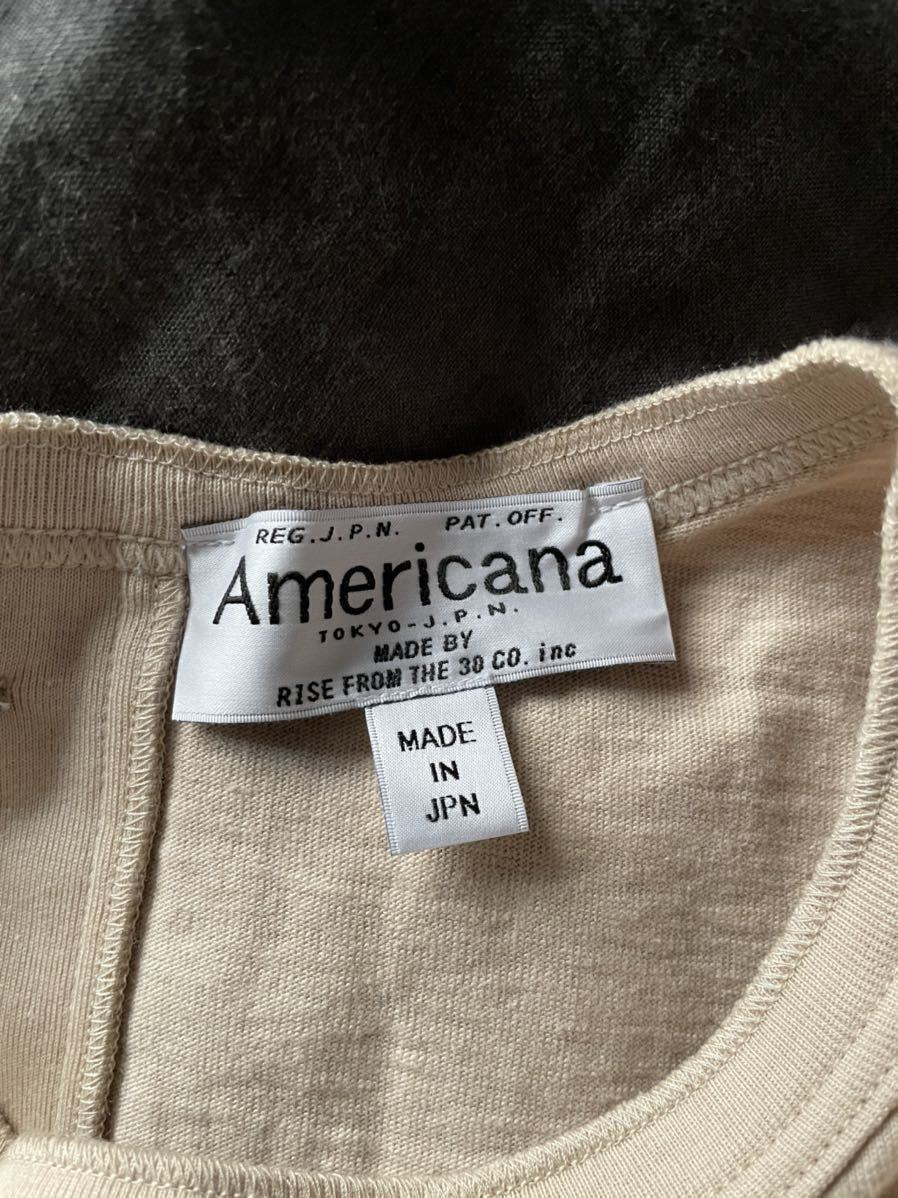 REG.J.P.N. PAT.OFF.
Americana
TOKYO-J.P.N.
MADE BY
RISE FROM THE 30 CO. inc
MADE
IN
JPN